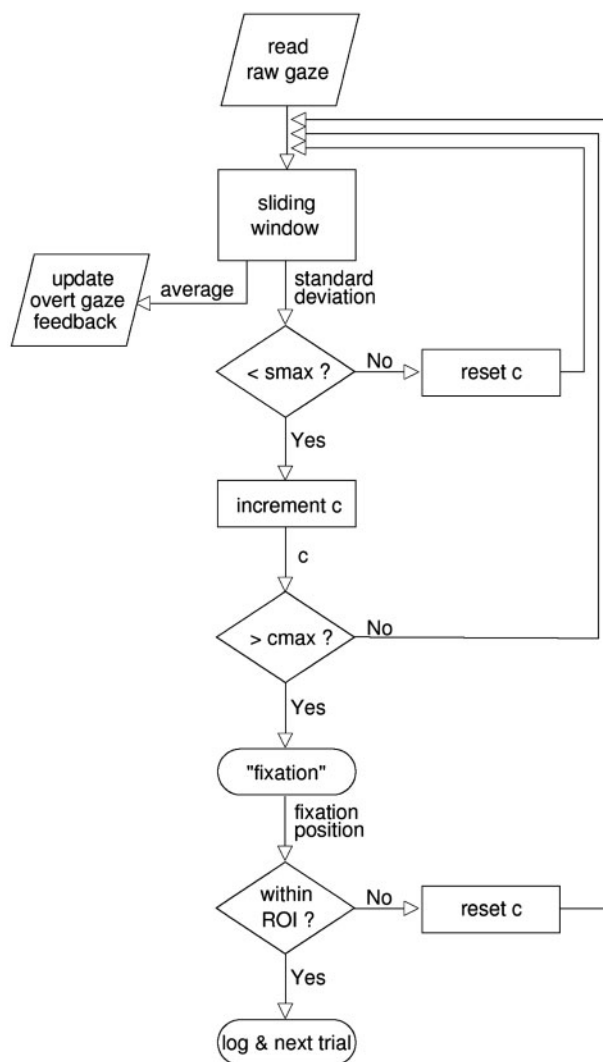 read
raw gaze
sliding
window
update
overt gaze
feedback
average
standard
deviation
< smax ?
No
reset c
Yes
increment c
c
> cmax ?
No
Yes
"fixation"
fixation
position
within
ROI ?
No
reset c
Yes
log & next trial